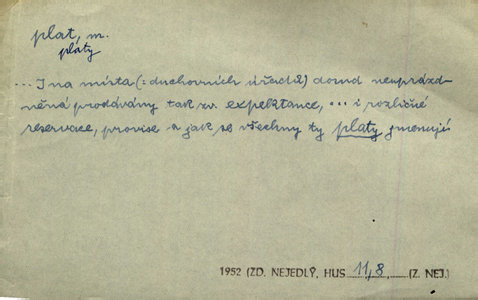 plat, m.
platy
... I na místa (= duchovních úřadů) dosud neuprázd-
něná prodávány tak zv. expektance, ... i rozličné
reservace, provise a jak se všechny ty platy jmenují
1952 (ZD. NEJEDLÝ, HUS 11,8, (Z. NEJ.)